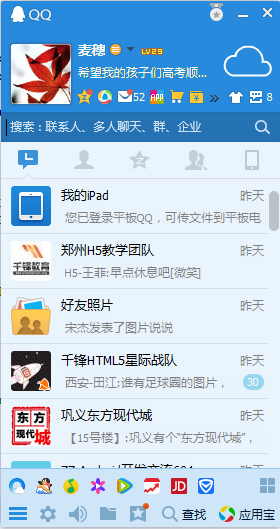 QQ
麦穗 LV29
希望我的孩子们高考顺...
52 8
搜索：联系人、多人聊天、群、企业
我的iPad 昨天
您已登录平板QQ，可传文件到平板电
郑州H5教学团队 昨天
千锋教育
H5-王菲:早点休息吧[微笑]
好友照片 昨天
宋杰发表了图片说说
千锋HTML5星际战队 昨天
西安-田江:谁有足球圈的图片， 30
巩义东方现代城 昨天
东方现代城
【15号楼】:巩义有个"东方现代城"，
JD
查找 应用宝